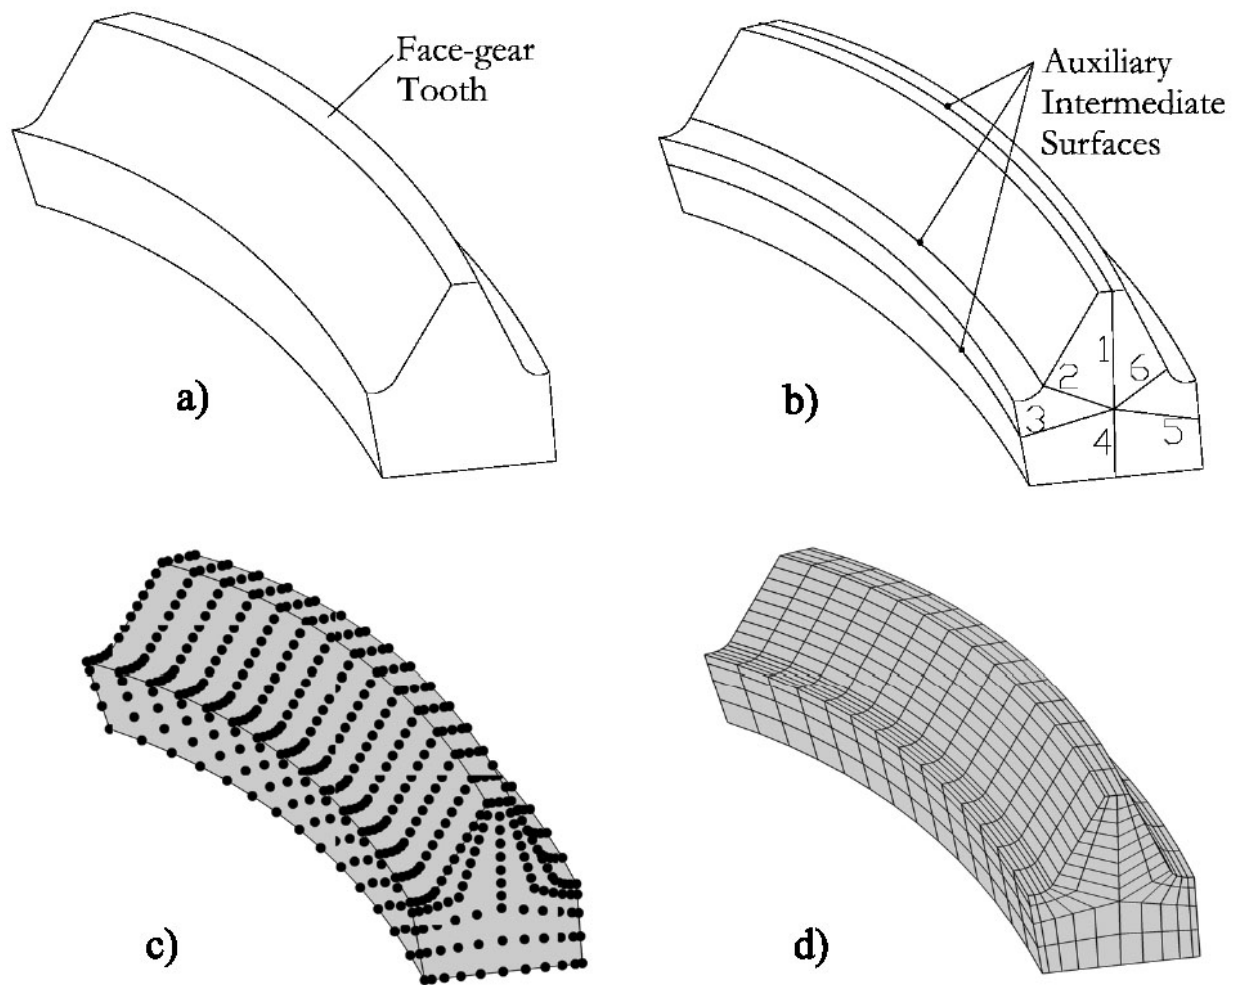 Face-gear
Tooth
a)
Auxiliary
Intermediate
Surfaces
1
2
6
3
4
5
b)
c)
d)